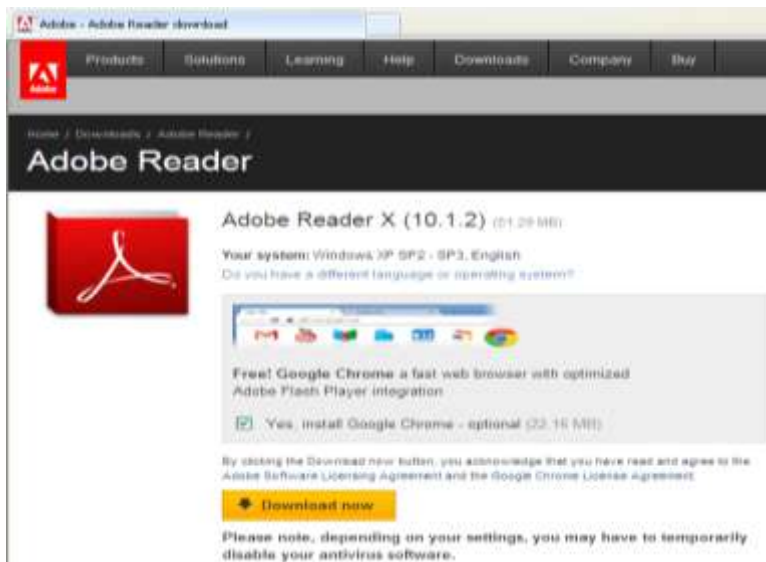 Adobe - Adobe Reader download
Products Solutions Learning Help Downloads Company Buy
Adobe
Home / Downloads / Adobe Reader /
Adobe Reader
Adobe Reader X (10.1.2) (51.29 MB)
Your system: Windows XP SP2 - SP3, English
Do you have a different language or operating system?
Free! Google Chrome a fast web browser with optimized
Adobe Flash Player integration
Yes, install Google Chrome - optional (22.16 MB)
By clicking the Download now button, you acknowledge that you have read and agree to the
Adobe Software Licensing Agreement and the Google Chrome License Agreement.
Download now
Please note, depending on your settings, you may have to temporarily
disable your antivirus software.